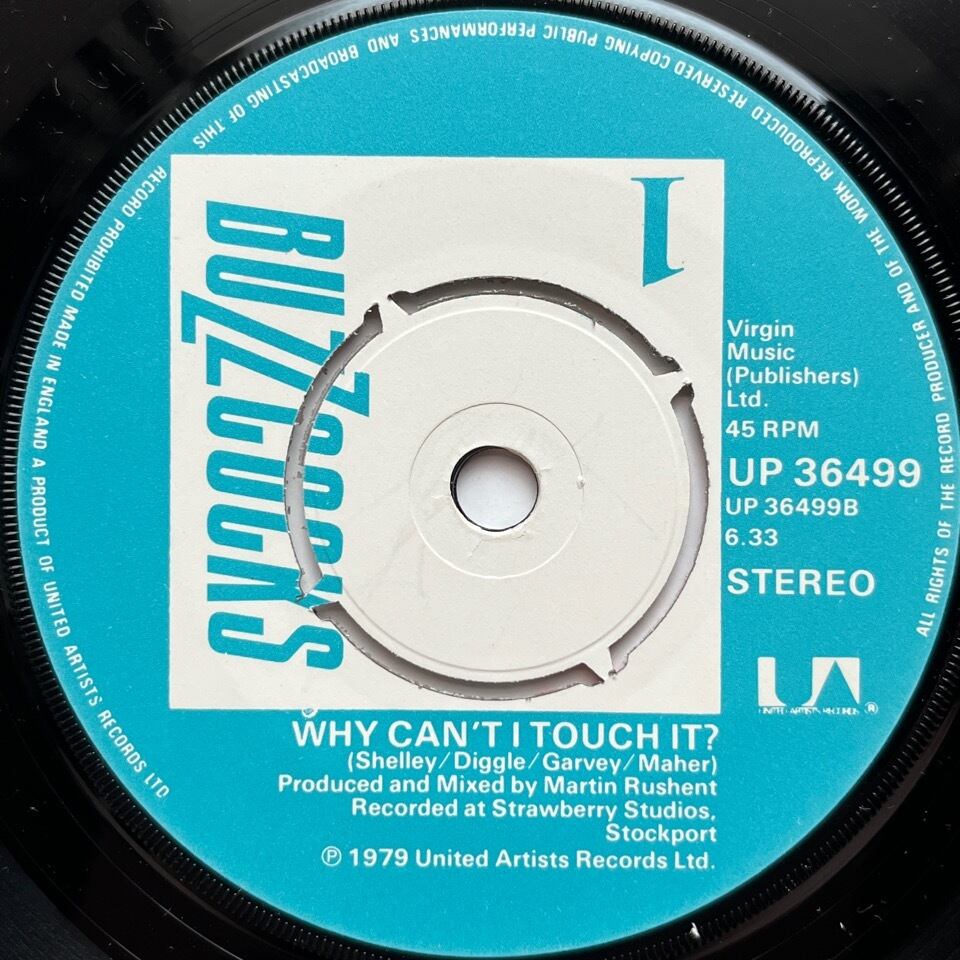 ALL RIGHTS OF THE RECORD PRODUCER AND OF THE WORK REPRODUCED RESERVED COPYING PUBLIC PERFORMANCES AND BROADCASTING OF THIS RECORD PROHIBITED MADE IN ENGLAND A PRODUCT OF UNITED ARTISTS RECORDS LTD
BUZZCOCKS
1
Virgin
Music
(Publishers)
Ltd.
45 RPM
UP 36499
UP 36499B
6.33
STEREO
UA
UNITED ARTISTS RECORDS ®
WHY CAN'T I TOUCH IT?
(Shelley/Diggle/Garvey/Maher)
Produced and Mixed by Martin Rushent
Recorded at Strawberry Studios,
Stockport
℗ 1979 United Artists Records Ltd.